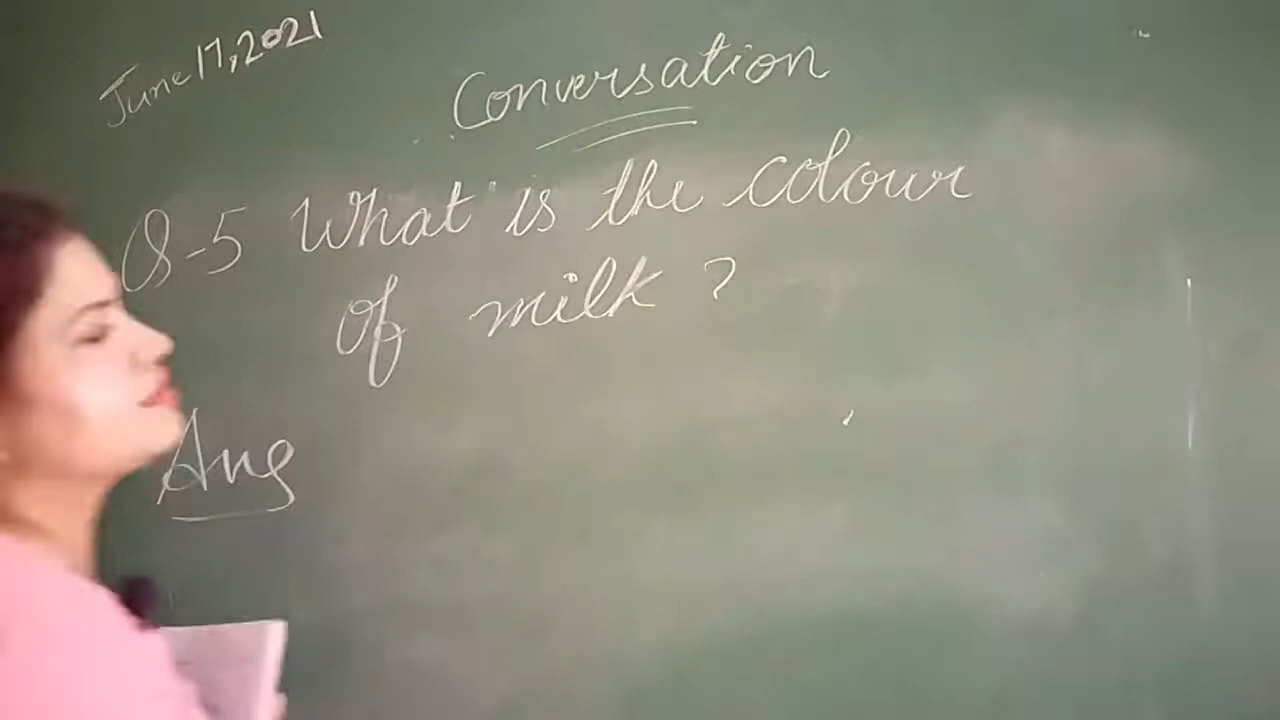 June 17, 2021
Conversation
Q-5 What is the colour
of milk ?
Ans